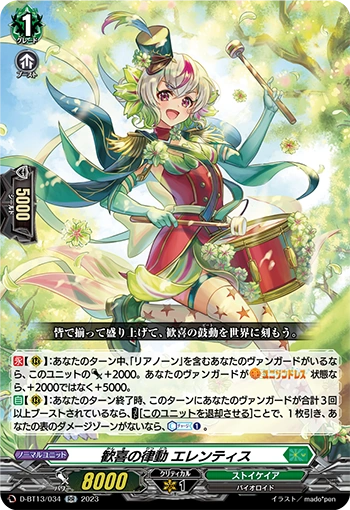 1
グレード
ブースト
5000
シールド
皆で揃って盛り上げて、歓喜の鼓動を世界に刻もう。
【永】【(R)】:あなたのターン中、「リアノーン」を含むあなたのヴァンガードがいるな
ら、このユニットの+2000。あなたのヴァンガードがユニゾンドレス状態な
ら、+2000ではなく+5000。
【自】【(R)】:あなたのターン終了時、このターンにあなたのヴァンガードが合計3回
以上ブーストされているなら、[このユニットを退却させる]ことで、1枚引き、あ
なたの表のダメージゾーンがないなら、(1)。
ノーマルユニット
歓喜の律動 エレンティス
パワー
8000
クリティカル
1
ストイケイア
バイオロイド
D-BT13/034 RR 2023
イラスト/mado*pen